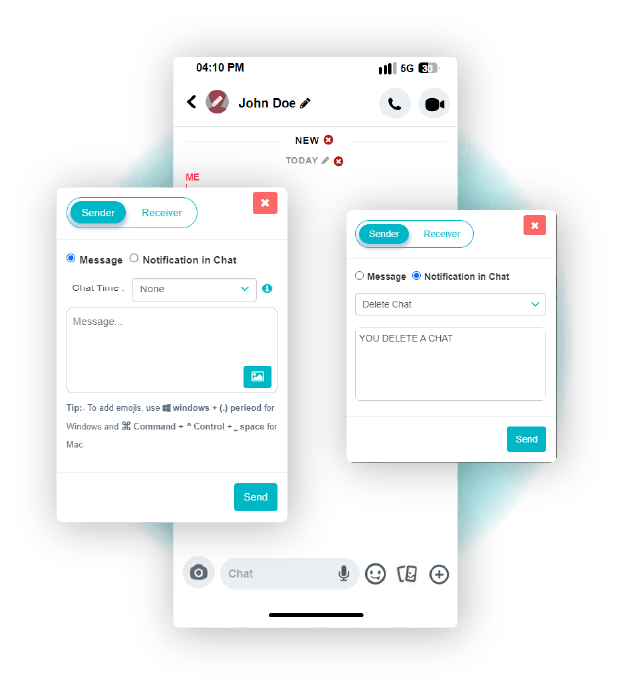 04:10 PM
5G
30
John Doe
NEW
TODAY
ME
Sender Receiver
Message Notification in Chat
Chat Time : None
Message...
Tip:- To add emojis, use windows + (.) perieod for
Windows and ⌘ Command + ^ Control + _ space for
Mac
Send
Sender Receiver
Message Notification in Chat
Delete Chat
YOU DELETE A CHAT
Send
Chat